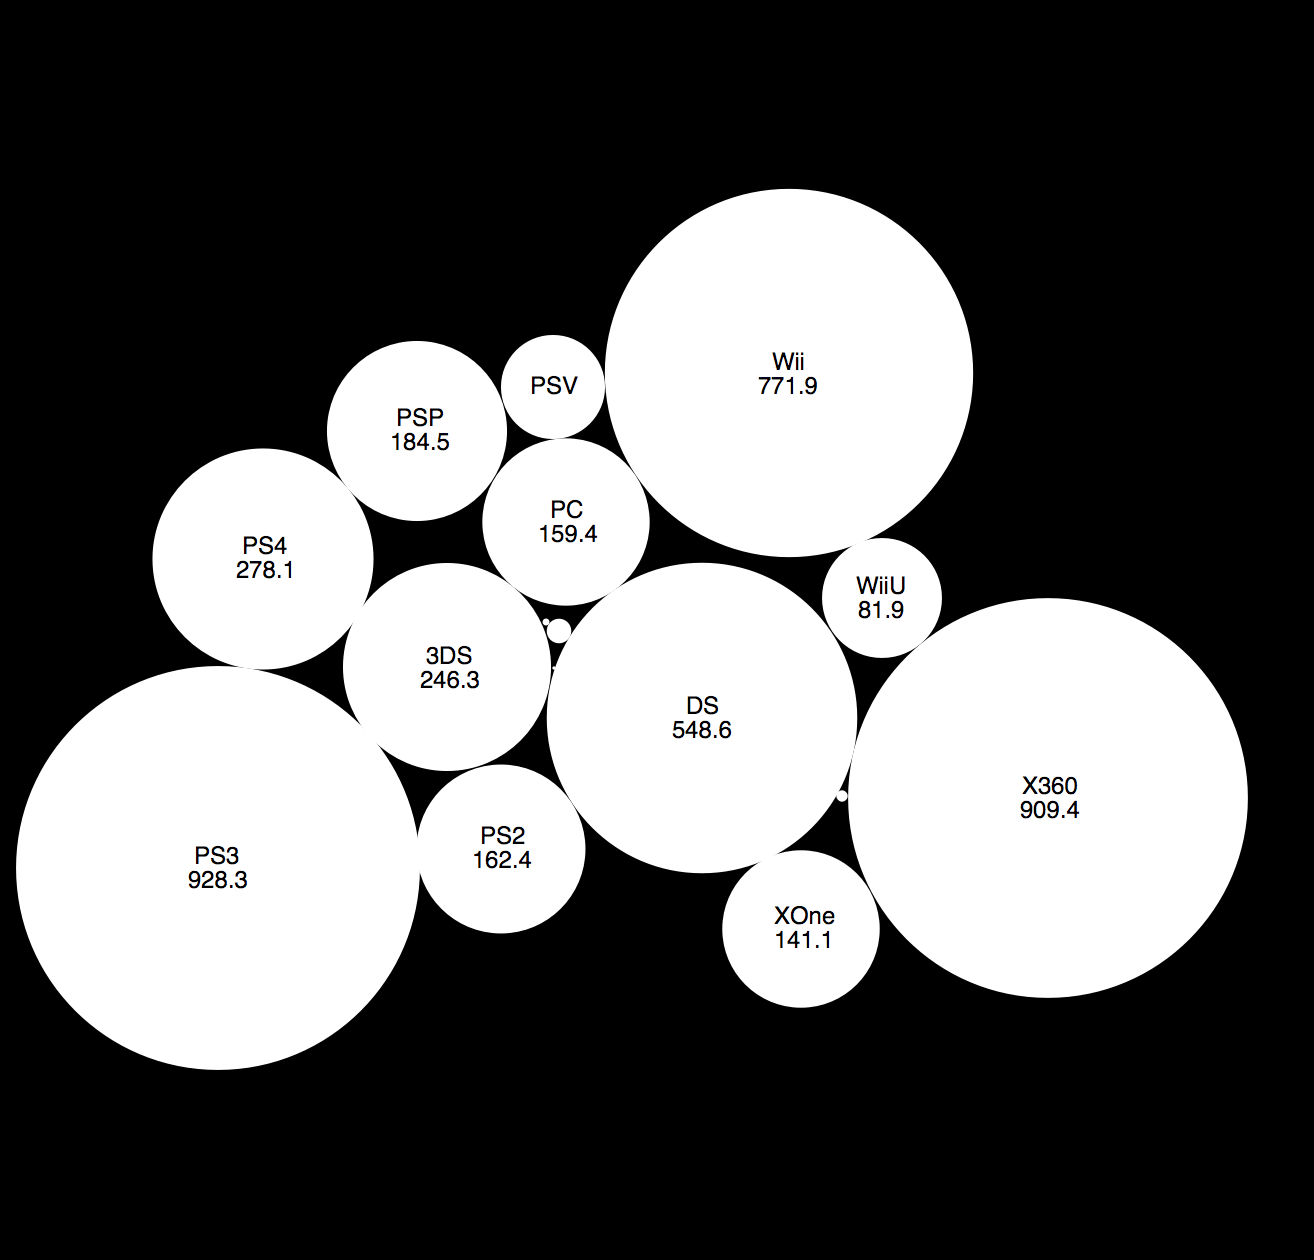 Wii
771.9
PSV
PSP
184.5
PC
159.4
PS4
278.1
WiiU
81.9
3DS
246.3
DS
548.6
X360
909.4
PS2
162.4
PS3
928.3
XOne
141.1